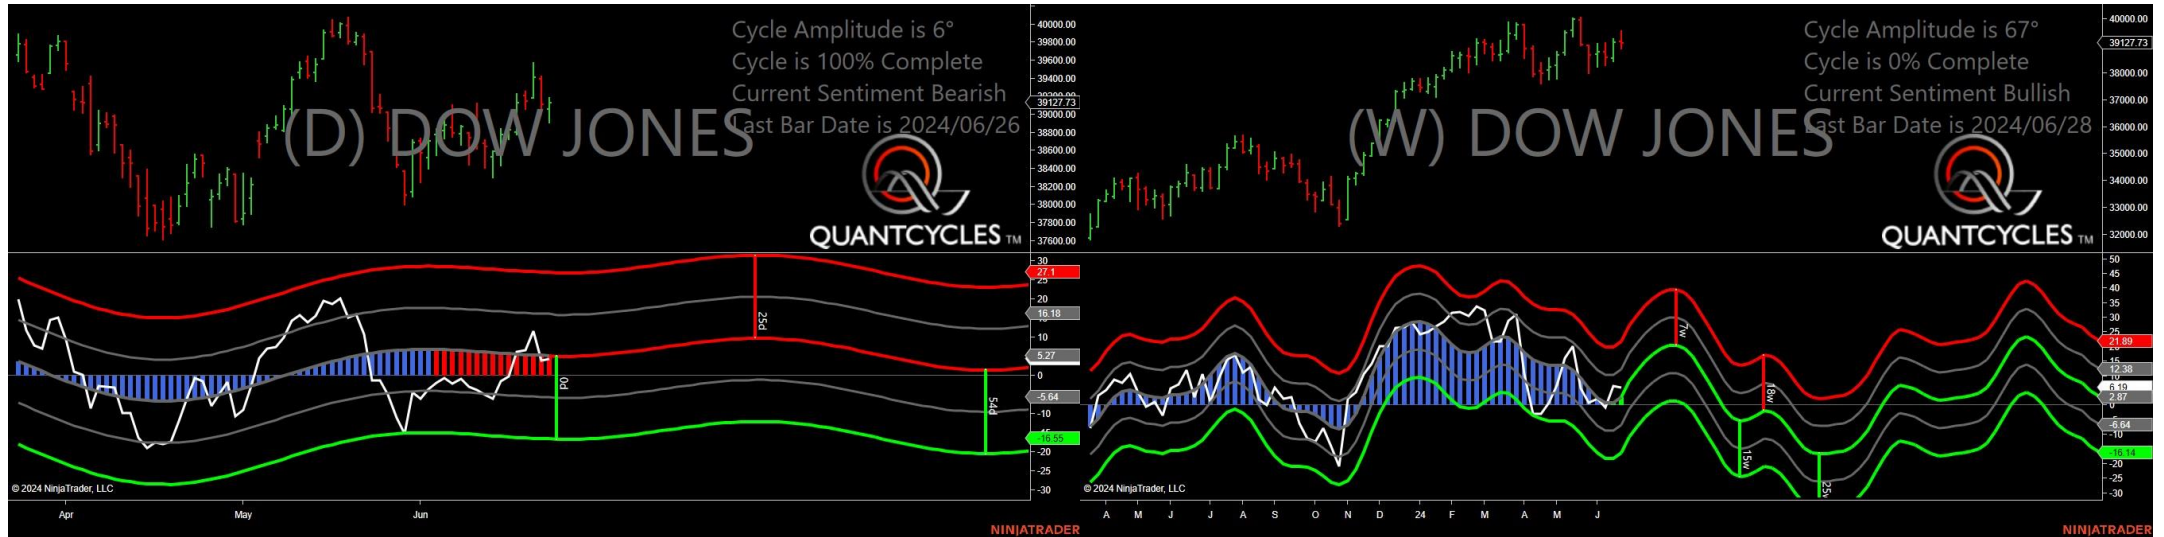 Cycle Amplitude is 6°
Cycle is 100% Complete
Current Sentiment Bearish
Last Bar Date is 2024/06/26
(D) DOW JONES
QUANTCYCLES TM
40000.00
39800.00
39600.00
39400.00
39200.00
39127.73
39000.00
38800.00
38600.00
38400.00
38200.00
38000.00
37800.00
37600.00
30
27.1
25
20
16.18
10
5.27
0
-5.64
-10
-16.55
-20
-25
-30
25d
0d
54d
© 2024 NinjaTrader, LLC
Apr May Jun
NINJATRADER
Cycle Amplitude is 67°
Cycle is 0% Complete
Current Sentiment Bullish
Last Bar Date is 2024/06/28
(W) DOW JONES
QUANTCYCLES TM
40000.00
39127.73
38000.00
37000.00
36000.00
35000.00
34000.00
33000.00
32000.00
50
45
40
35
30
25
21.89
15
12.38
6.19
2.87
0
-6.64
-10
-16.14
-20
-25
-30
7w
18w
15w
© 2024 NinjaTrader, LLC
A M J J A S O N D 24 F M A M J
NINJATRADER